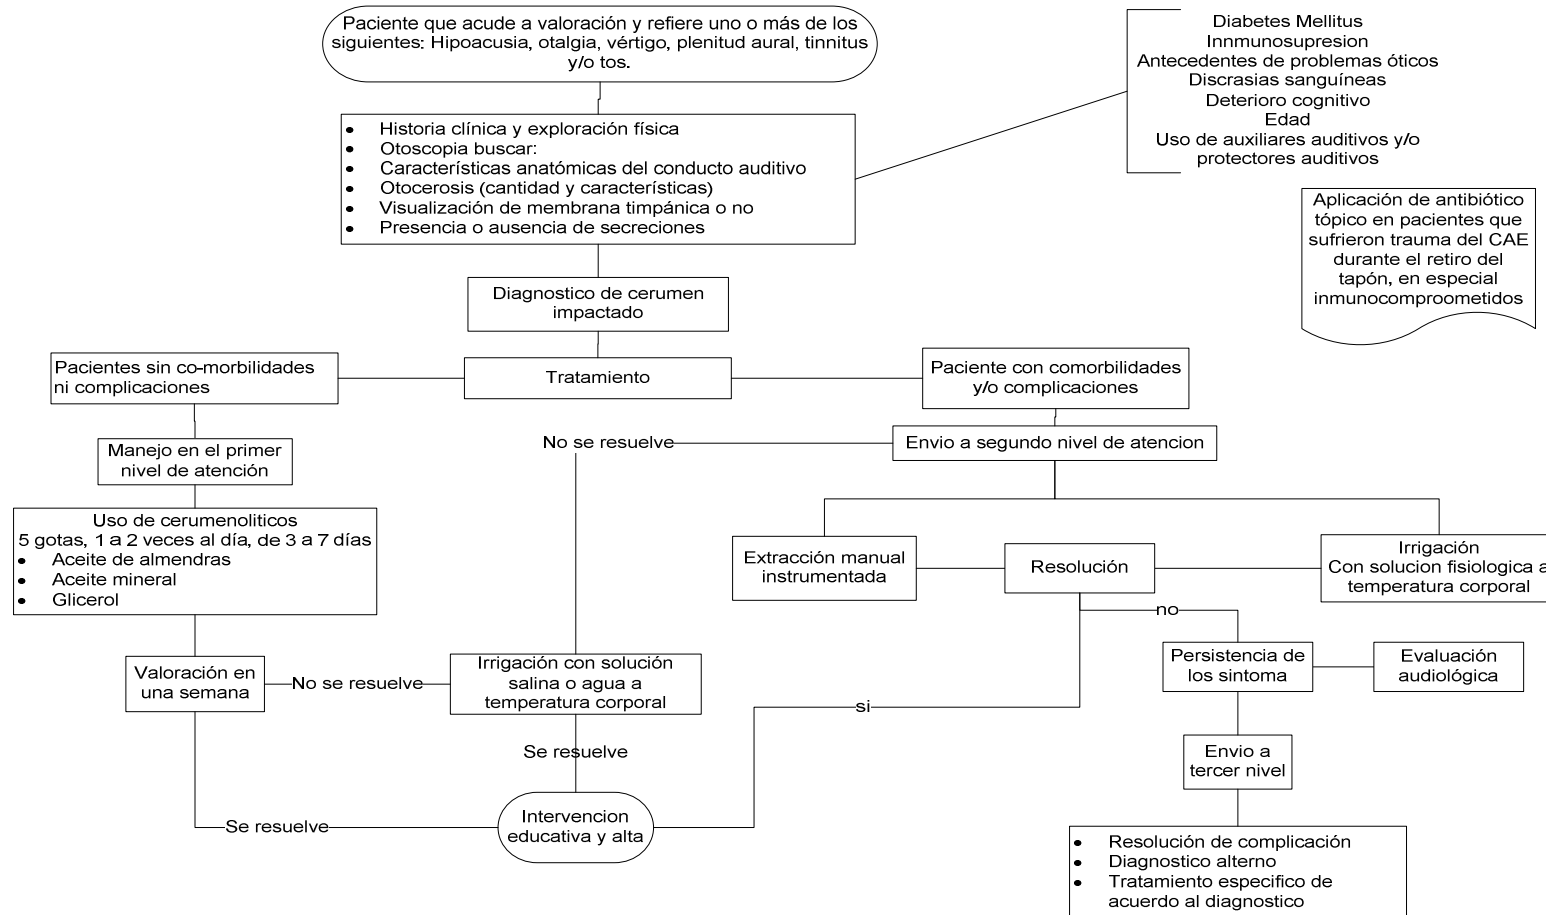 Paciente que acude a valoración y refiere uno o más de los
siguientes: Hipoacusia, otalgia, vértigo, plenitud aural, tinnitus
y/o tos.
Diabetes Mellitus
Innmunosupresion
Antecedentes de problemas óticos
Discrasias sanguíneas
Deterioro cognitivo
Edad
Uso de auxiliares auditivos y/o
protectores auditivos
• Historia clínica y exploración física
• Otoscopia buscar:
• Características anatómicas del conducto auditivo
• Otocerosis (cantidad y características)
• Visualización de membrana timpánica o no
• Presencia o ausencia de secreciones
Aplicación de antibiótico
tópico en pacientes que
sufrieron trauma del CAE
durante el retiro del
tapón, en especial
inmunocomproometidos
Diagnostico de cerumen
impactado
Tratamiento
Pacientes sin co-morbilidades
ni complicaciones
Paciente con comorbilidades
y/o complicaciones
Manejo en el primer
nivel de atención
No se resuelve
Envio a segundo nivel de atencion
Uso de cerumenoliticos
5 gotas, 1 a 2 veces al día, de 3 a 7 días
• Aceite de almendras
• Aceite mineral
• Glicerol
Extracción manual
instrumentada
Resolución
Irrigación
Con solucion fisiologica a
temperatura corporal
no
Valoración en
una semana
No se resuelve
Irrigación con solución
salina o agua a
temperatura corporal
Persistencia de
los sintoma
Evaluación
audiológica
si
Se resuelve
Envio a
tercer nivel
Se resuelve
Intervencion
educativa y alta
• Resolución de complicación
• Diagnostico alterno
• Tratamiento especifico de
acuerdo al diagnostico